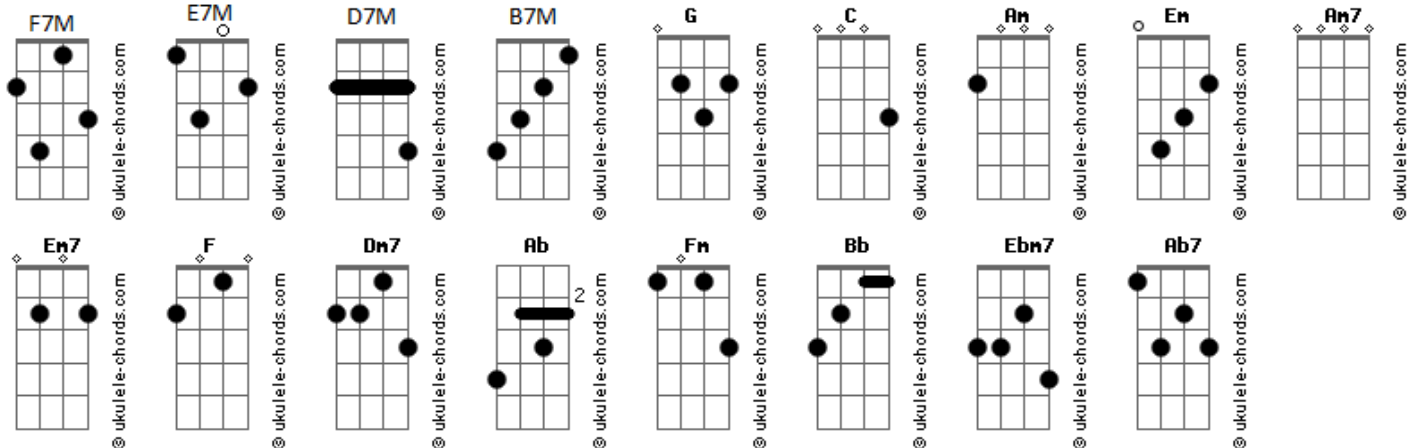 F7M E7M D7M B7M G C Am Em Am7
© ukulele-chords.com © ukulele-chords.com © ukulele-chords.com © ukulele-chords.com © ukulele-chords.com © ukulele-chords.com © ukulele-chords.com © ukulele-chords.com © ukulele-chords.com
Em7 F Dm7 Ab Fm Bb Ebm7 Ab7
2
© ukulele-chords.com © ukulele-chords.com © ukulele-chords.com © ukulele-chords.com © ukulele-chords.com © ukulele-chords.com © ukulele-chords.com © ukulele-chords.com